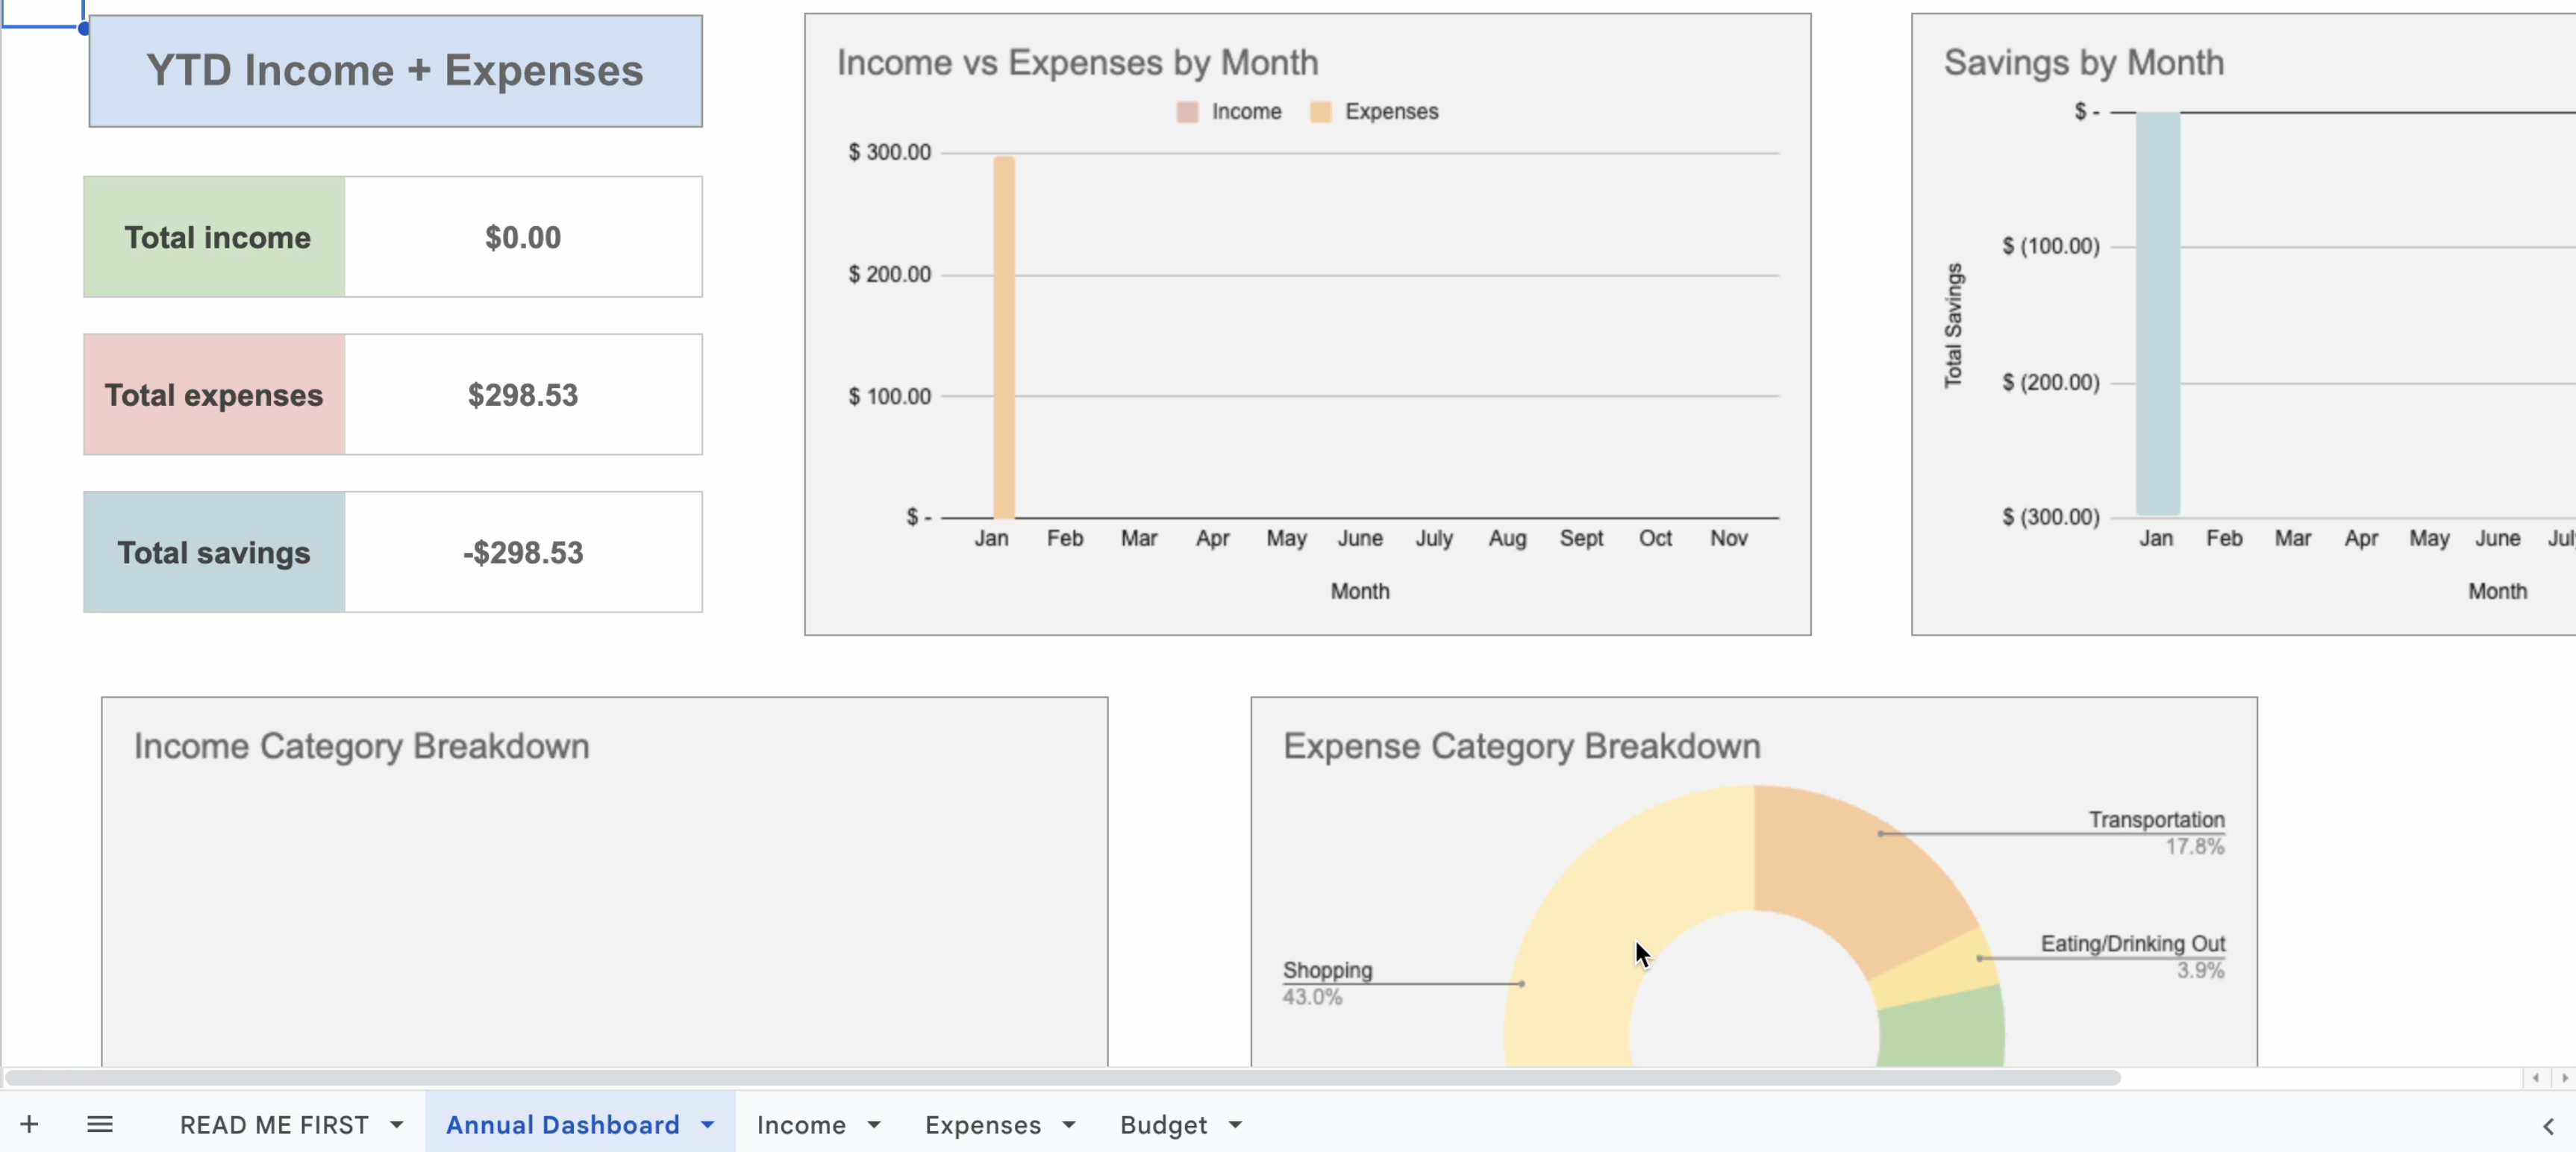 YTD Income + Expenses
Total income
$0.00
Total expenses
$298.53
Total savings
-$298.53
Income vs Expenses by Month
Income
Expenses
$ 300.00
$ 200.00
$ 100.00
$ -
Jan Feb Mar Apr May June July Aug Sept Oct Nov
Month
Savings by Month
Total Savings
$ -
$ (100.00)
$ (200.00)
$ (300.00)
Jan Feb Mar Apr May June
Month
Income Category Breakdown
Expense Category Breakdown
Transportation
17.8%
Eating/Drinking Out
3.9%
Shopping
43.0%
READ ME FIRST
Annual Dashboard
Income
Expenses
Budget